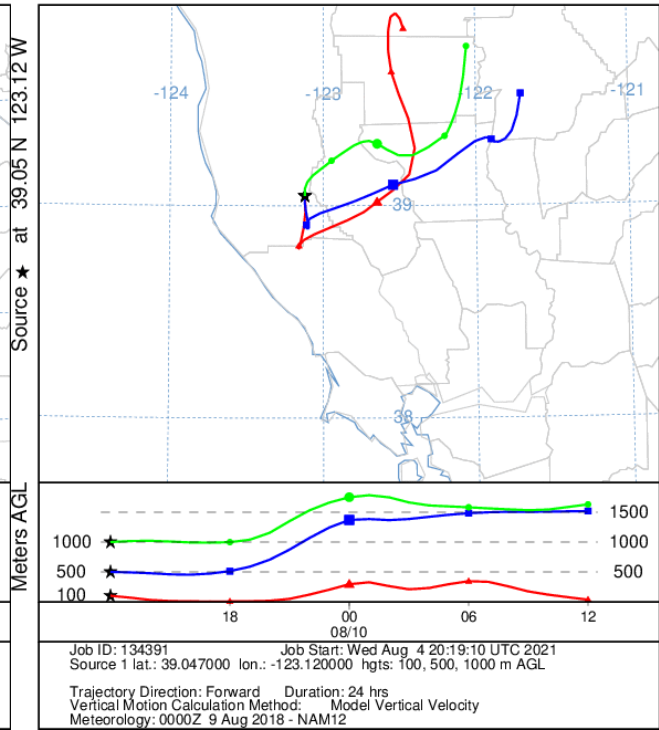 Source ★ at 39.05 N 123.12 W
-124
-123
-122
-121
39
38
Meters AGL
1500
1000
1000
500
500
100
18
00
06
12
08/10
Job ID: 134391 Job Start: Wed Aug 4 20:19:10 UTC 2021
Source 1 lat.: 39.047000 lon.: -123.120000 hgts: 100, 500, 1000 m AGL
Trajectory Direction: Forward Duration: 24 hrs
Vertical Motion Calculation Method: Model Vertical Velocity
Meteorology: 0000Z 9 Aug 2018 - NAM12